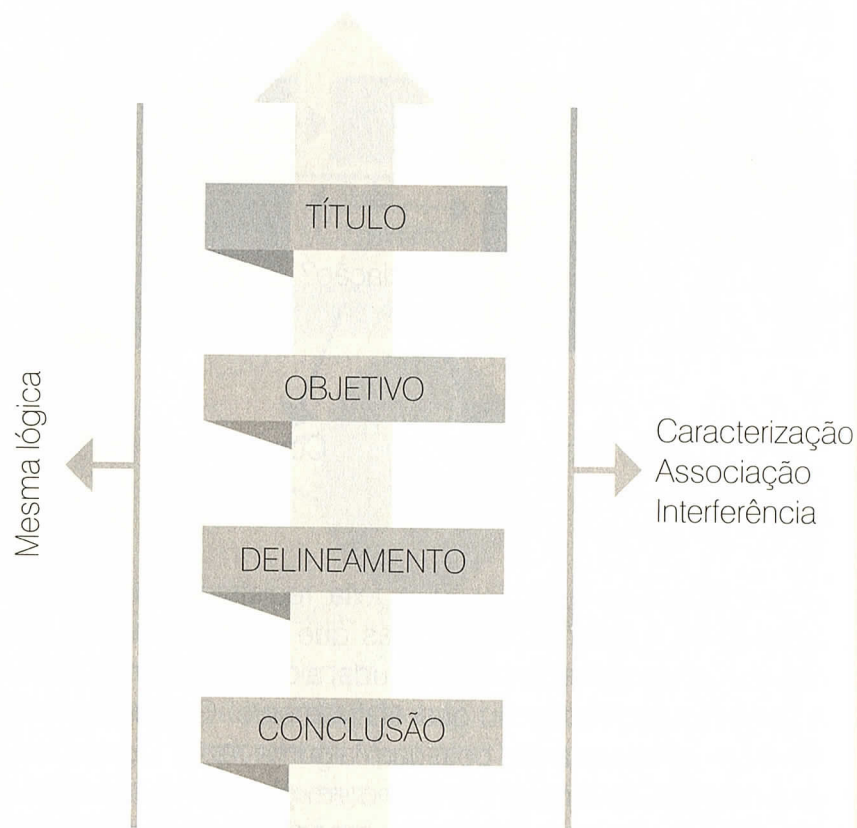 TÍTULO
OBJETIVO
Mesma lógica
Caracterização
Associação
Interferência
DELINEAMENTO
CONCLUSÃO